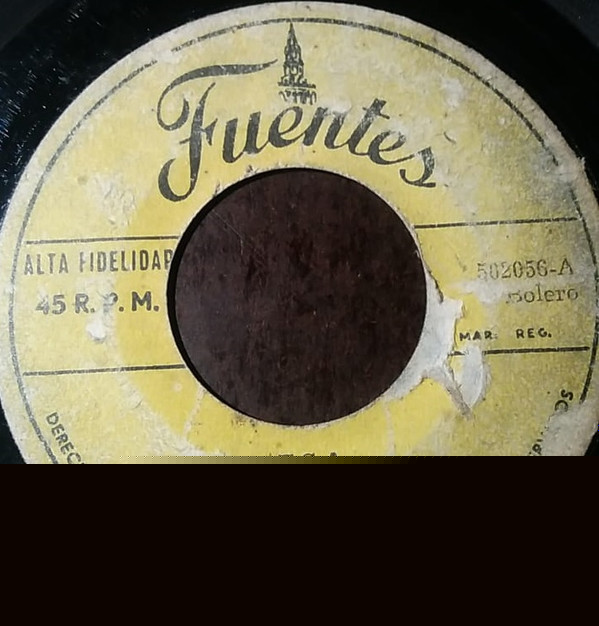 Fuentes
ALTA FIDELIDAD
45 R. P. M.
502056-A
Bolero
MAR. REG.